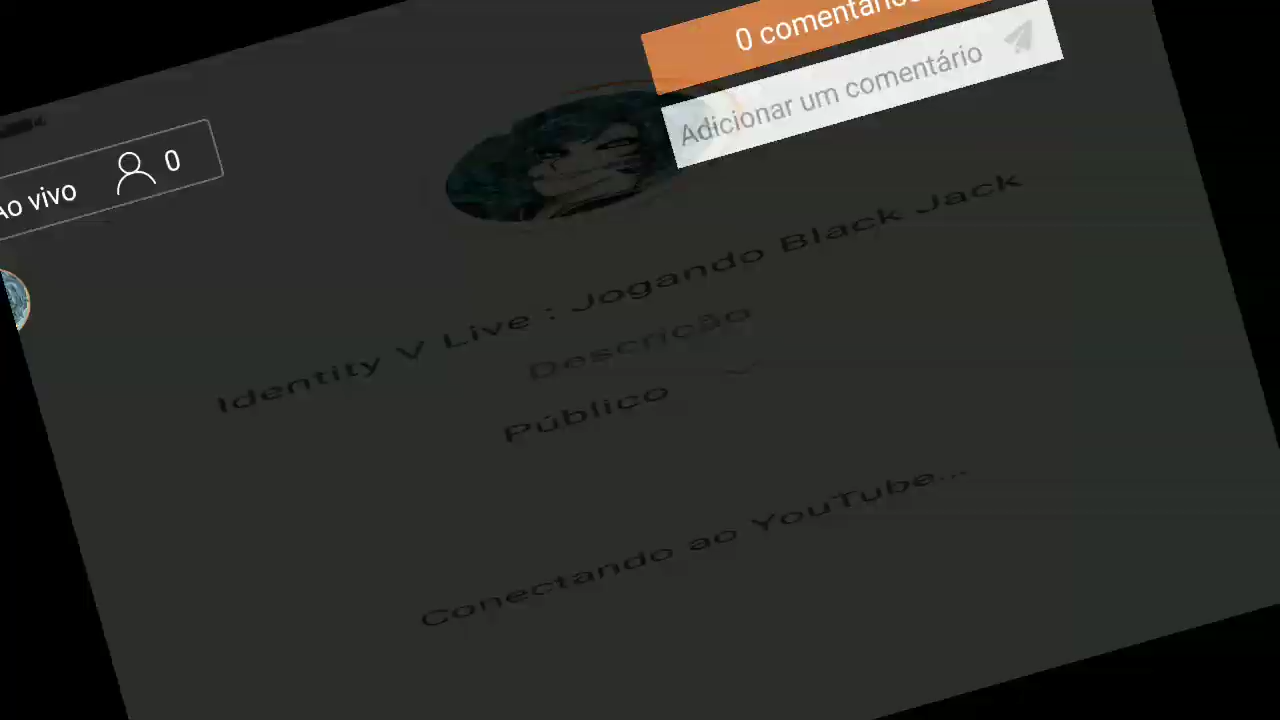 0 comentários
Adicionar um comentário
Ao vivo 0
Identity V Live : Jogando Black Jack
Descrição
Público
Conectando ao YouTube...